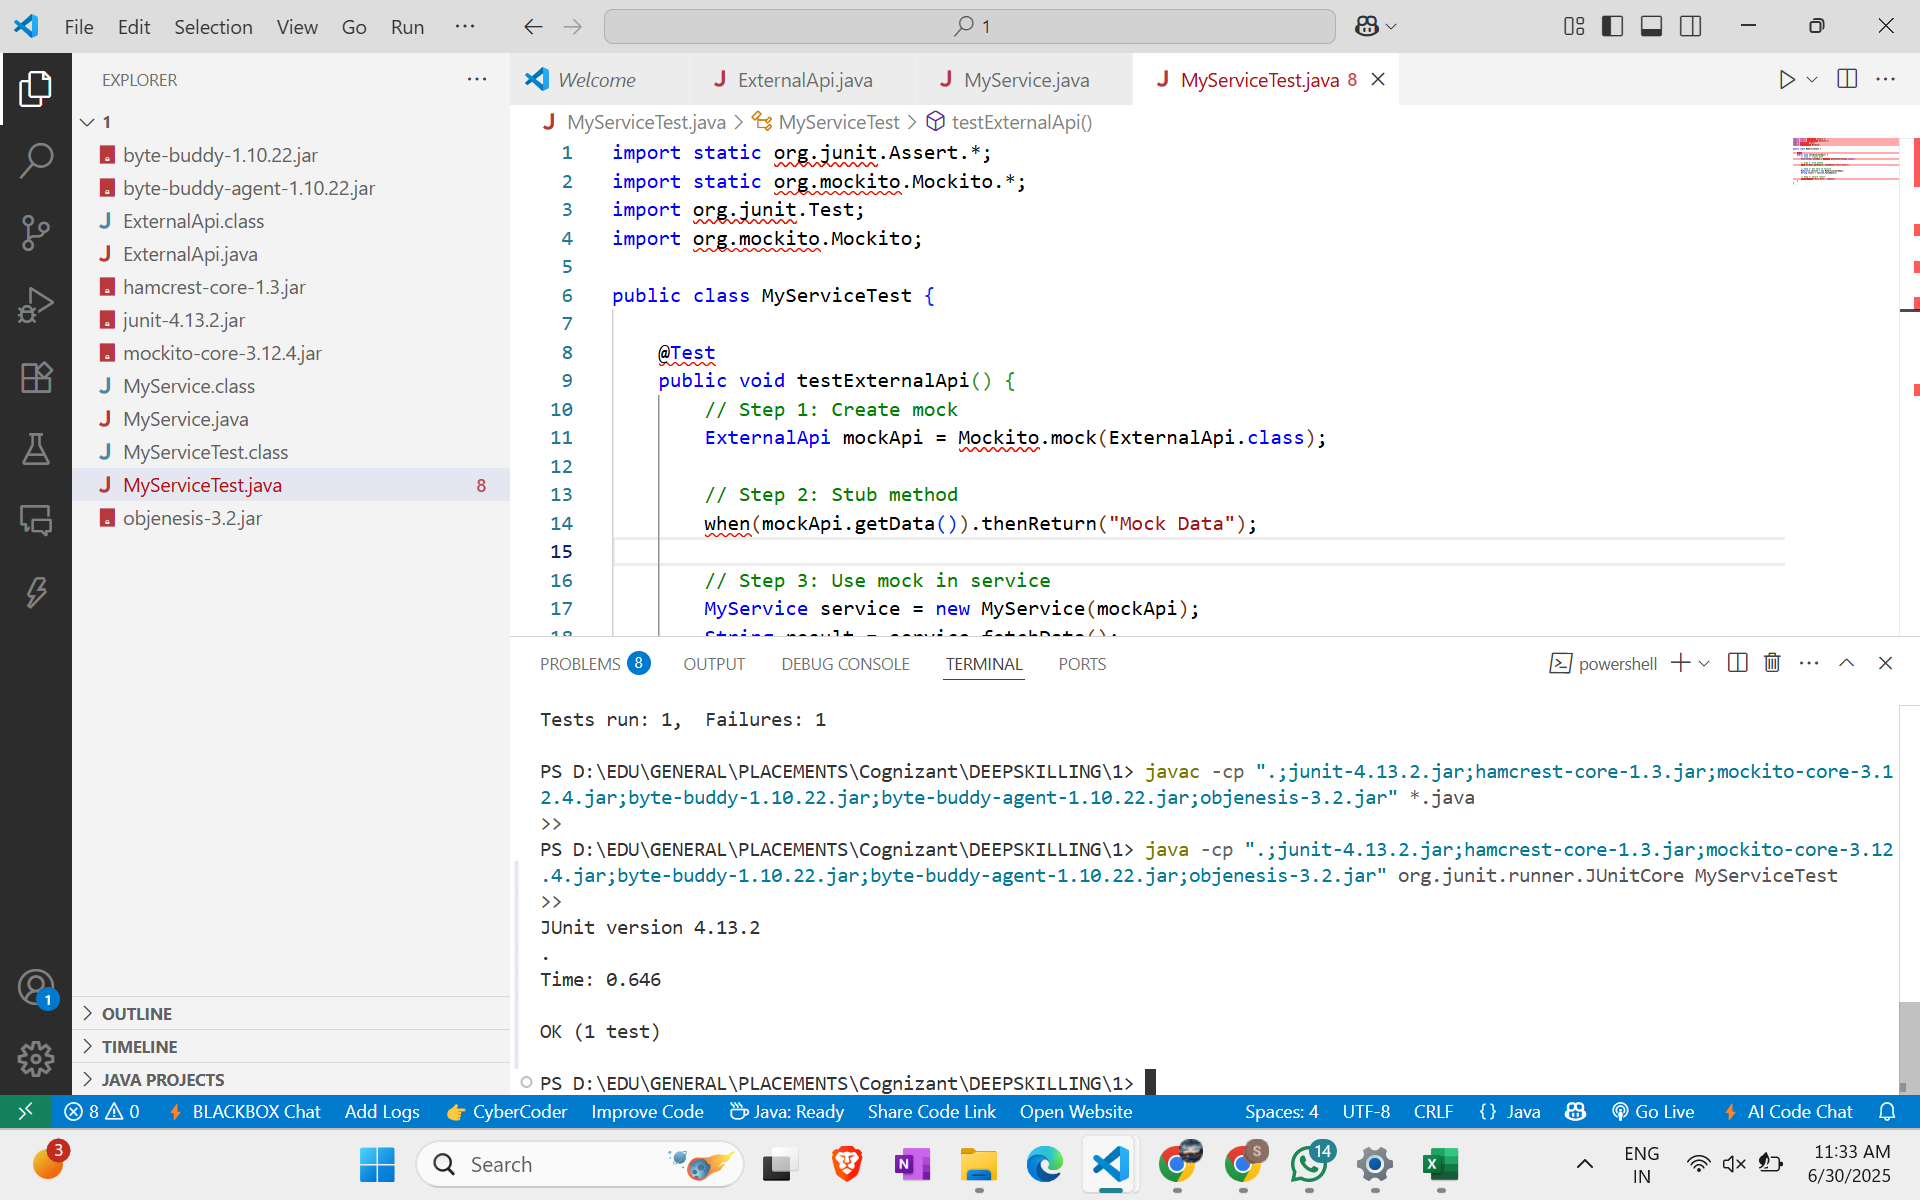 File Edit Selection View Go Run ···
1
EXPLORER ···
1
byte-buddy-1.10.22.jar
byte-buddy-agent-1.10.22.jar
ExternalApi.class
ExternalApi.java
hamcrest-core-1.3.jar
junit-4.13.2.jar
mockito-core-3.12.4.jar
MyService.class
MyService.java
MyServiceTest.class
MyServiceTest.java 8
objenesis-3.2.jar
OUTLINE
TIMELINE
JAVA PROJECTS
1
Welcome ExternalApi.java MyService.java MyServiceTest.java 8
MyServiceTest.java > MyServiceTest > testExternalApi()
1 import static org.junit.Assert.*;
2 import static org.mockito.Mockito.*;
3 import org.junit.Test;
4 import org.mockito.Mockito;
5
6 public class MyServiceTest {
7
8 @Test
9 public void testExternalApi() {
10 // Step 1: Create mock
11 ExternalApi mockApi = Mockito.mock(ExternalApi.class);
12
13 // Step 2: Stub method
14 when(mockApi.getData()).thenReturn("Mock Data");
15
16 // Step 3: Use mock in service
17 MyService service = new MyService(mockApi);
18 String result = service.fetchData();
PROBLEMS 8 OUTPUT DEBUG CONSOLE TERMINAL PORTS powershell
Tests run: 1,  Failures: 1
PS D:\EDU\GENERAL\PLACEMENTS\Cognizant\DEEPSKILLING\1> javac -cp ".;junit-4.13.2.jar;hamcrest-core-1.3.jar;mockito-core-3.1
2.4.jar;byte-buddy-1.10.22.jar;byte-buddy-agent-1.10.22.jar;objenesis-3.2.jar" *.java
>>
PS D:\EDU\GENERAL\PLACEMENTS\Cognizant\DEEPSKILLING\1> java -cp ".;junit-4.13.2.jar;hamcrest-core-1.3.jar;mockito-core-3.12
.4.jar;byte-buddy-1.10.22.jar;byte-buddy-agent-1.10.22.jar;objenesis-3.2.jar" org.junit.runner.JUnitCore MyServiceTest
>>
JUnit version 4.13.2
.
Time: 0.646
OK (1 test)
PS D:\EDU\GENERAL\PLACEMENTS\Cognizant\DEEPSKILLING\1>
8 0 BLACKBOX Chat Add Logs CyberCoder Improve Code Java: Ready Share Code Link Open Website Spaces: 4 UTF-8 CRLF {} Java Go Live AI Code Chat
3 Search N S 14 X ENG 11:33 AM
IN 6/30/2025